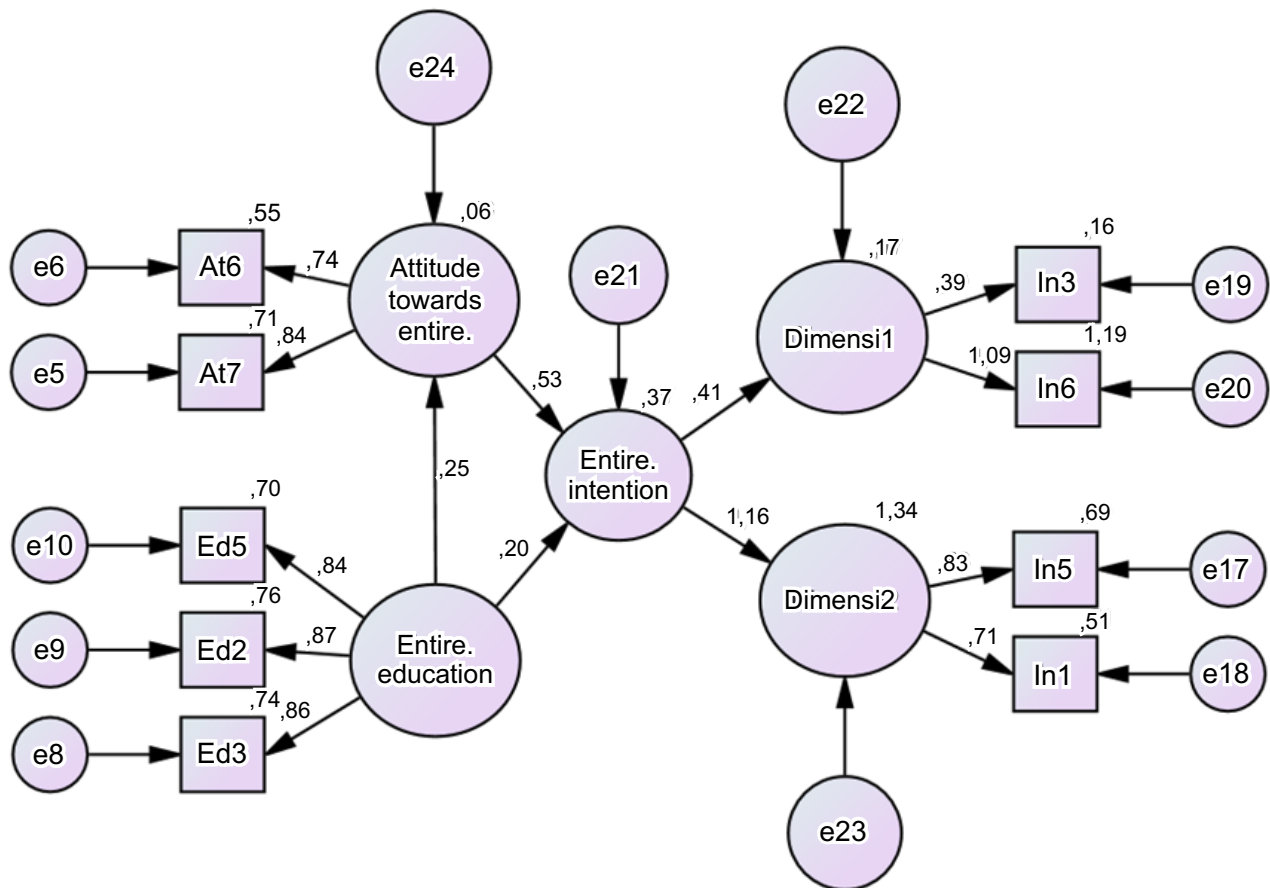 e24
e22
,06
,55
e6
At6
,74
Attitude
towards
entire.
e21
,17
,16
,39
In3
e19
,71
,84
e5
At7
Dimensi1
1,09
1,19
In6
e20
,53
,37
,41
Entire.
intention
,25
,70
e10
Ed5
,84
,20
1,16
1,34
,69
,83
In5
e17
Dimensi2
,76
e9
Ed2
,87
Entire.
education
,71
,51
In1
e18
,74
,86
e8
Ed3
e23